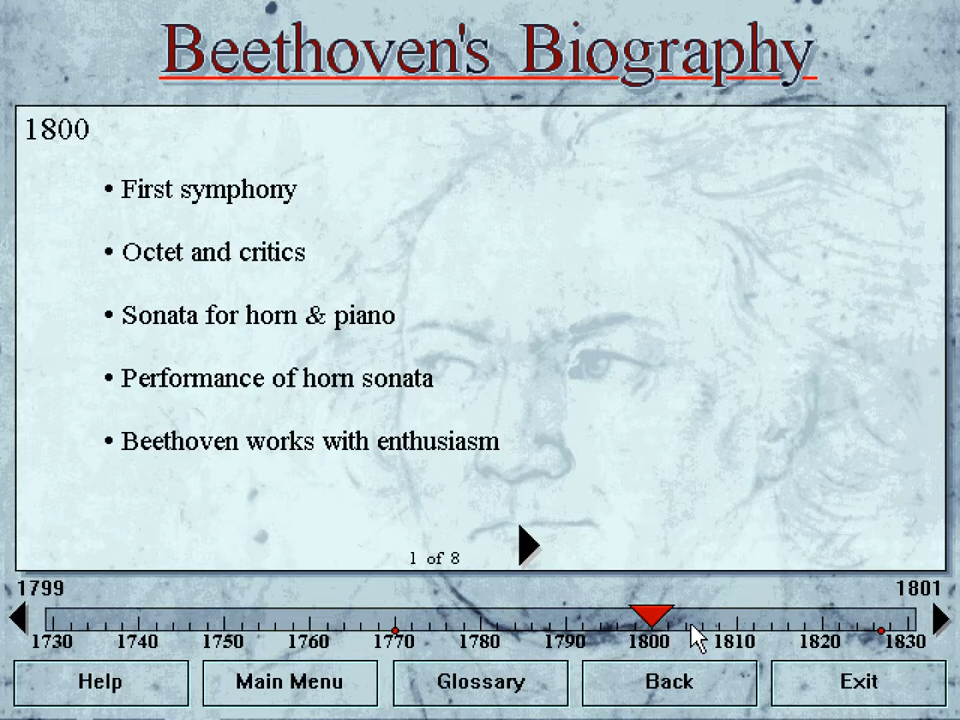 Beethoven's Biography
1800
• First symphony
• Octet and critics
• Sonata for horn & piano
• Performance of horn sonata
• Beethoven works with enthusiasm
1 of 8
1799 1801
1730 1740 1750 1760 1770 1780 1790 1800 1810 1820 1830
Help Main Menu Glossary Back Exit